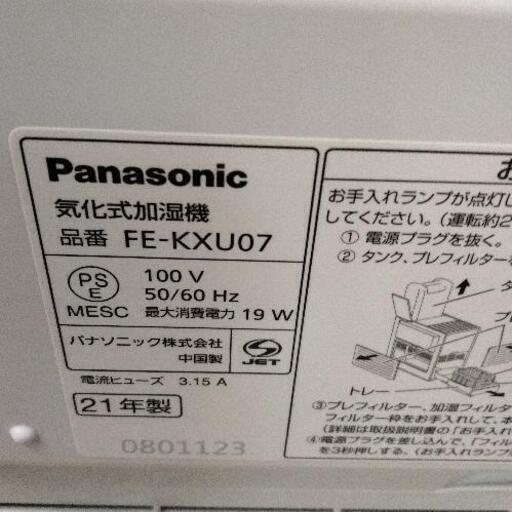 Panasonic
気化式加湿機
品番 FE-KXU07
PS
E
MESC
100 V
50/60 Hz
最大消費電力 19 W
パナソニック株式会社
中国製
JET
電流ヒューズ 3.15 A
21年製
0801123
お
お手入れランプが点灯し
してください。(運転約2
① 電源プラグを抜く。
② タンク、プレフィルターを
タ
プレ
トレー
③プレフィルター、加湿フィルタ
フィルター枠をお手入れして、本
(詳細は取扱説明書の「お手入れ
④電源プラグを差し込んで、「フィル
を3秒押しする。(お手入れラン